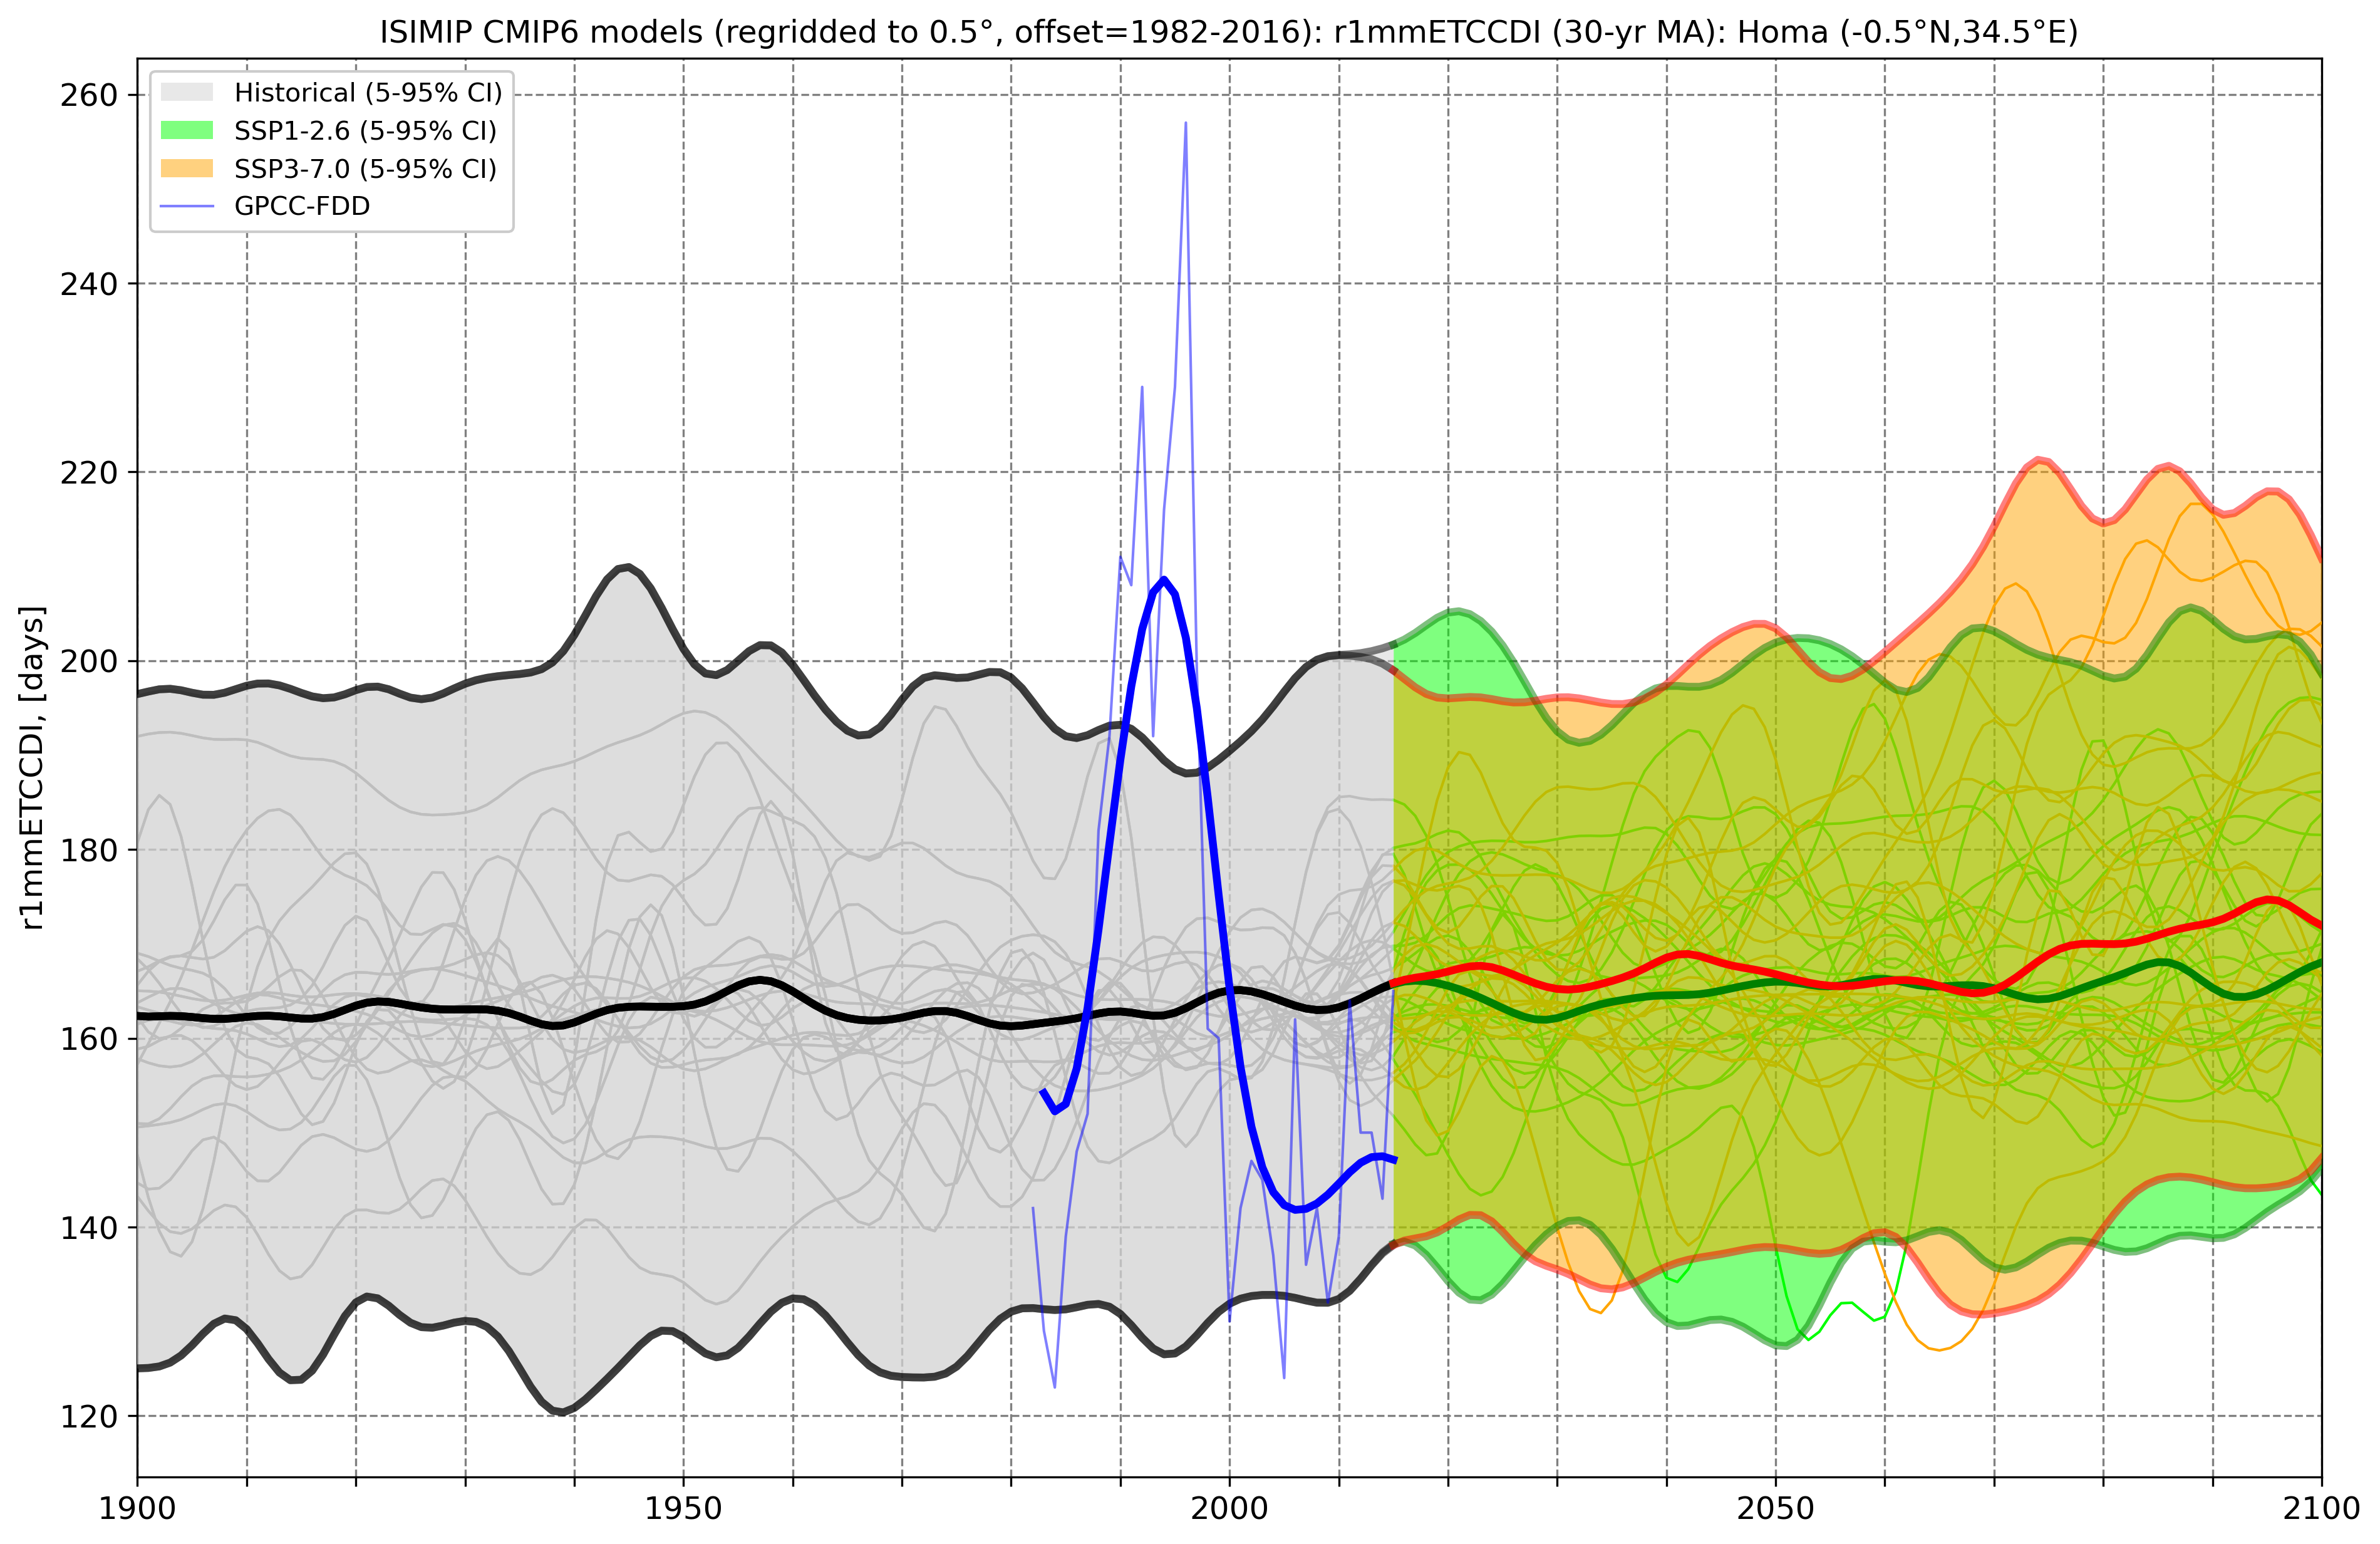 ISIMIP CMIP6 models (regridded to 0.5°, offset=1982-2016): r1mmETCCDI (30-yr MA): Homa (-0.5°N,34.5°E)
Historical (5-95% CI)
SSP1-2.6 (5-95% CI)
SSP3-7.0 (5-95% CI)
GPCC-FDD
r1mmETCCDI, [days]
260
240
220
200
180
160
140
120
1900
1950
2000
2050
2100